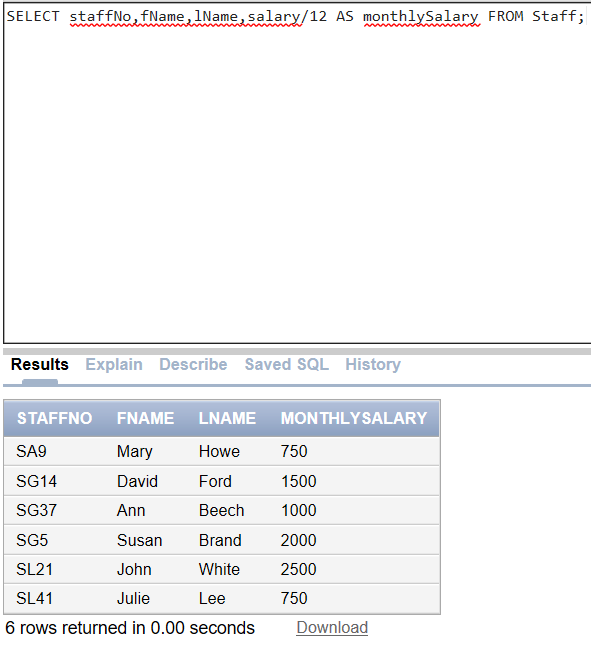 SELECT staffNo,fName,lName,salary/12 AS monthlySalary FROM Staff;
Results Explain Describe Saved SQL History
STAFFNO FNAME LNAME MONTHLYSALARY
SA9 Mary Howe 750
SG14 David Ford 1500
SG37 Ann Beech 1000
SG5 Susan Brand 2000
SL21 John White 2500
SL41 Julie Lee 750
6 rows returned in 0.00 seconds Download